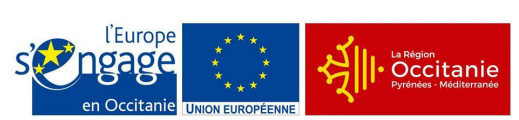 l'Europe
s'engage
en Occitanie
UNION EUROPÉENNE
La Région
Occitanie
Pyrénées - Méditerranée